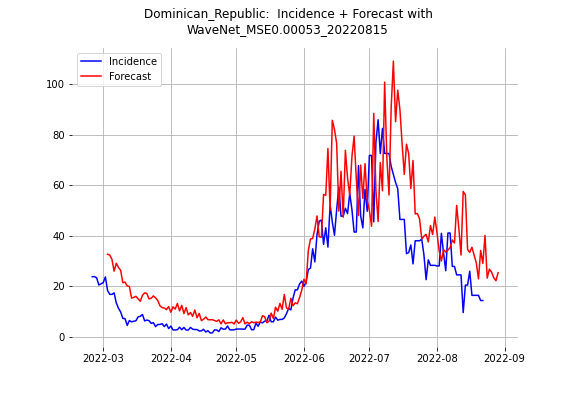 Dominican_Republic:  Incidence + Forecast with
WaveNet_MSE0.00053_20220815
Incidence
Forecast
100
80
60
40
20
0
2022-03 2022-04 2022-05 2022-06 2022-07 2022-08 2022-09